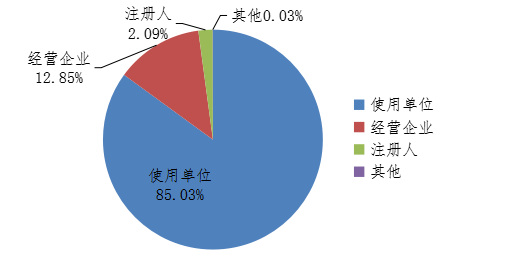 注册人
2.09%
其他0.03%
经营企业
12.85%
使用单位
85.03%
使用单位
经营企业
注册人
其他